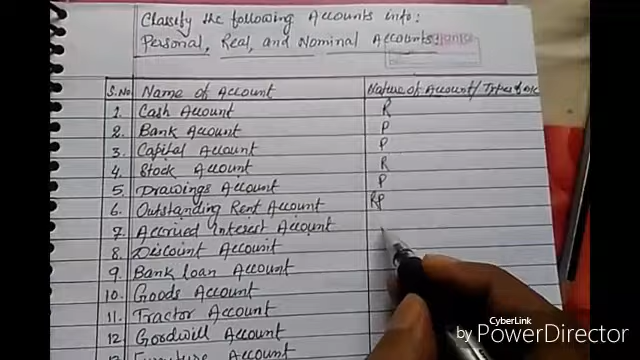 Classify the following Accounts into:
Personal, Real, and Nominal Accounts:
S.No Name of Account Nature of Account/Types of
1. Cash Account R
2. Bank Account P
3. Capital Account P
4. Stock Account R
5. Drawings Account P
6. Outstanding Rent Account RP
7. Accrued Interest Account
8. Discount Account
9. Bank loan Account
10. Goods Account
11. Tractor Account
12. Goodwill Account
Furniture Account
CyberLink
by PowerDirector